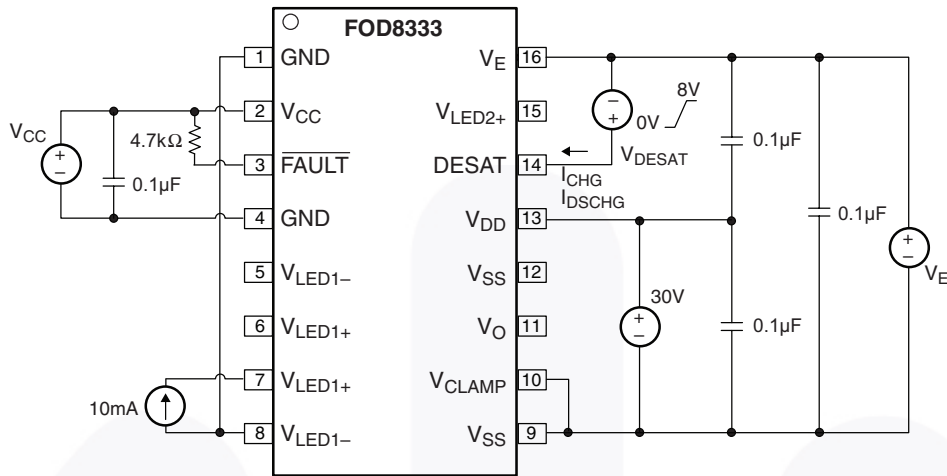 FOD8333
1 GND
2 VCC
3 FAULT
4 GND
5 VLED1–
6 VLED1+
7 VLED1+
8 VLED1–
VE 16
VLED2+ 15
DESAT 14
VDD 13
VSS 12
VO 11
VCLAMP 10
VSS 9
VCC
+
–
0.1µF
4.7kΩ
10mA
–
+
0V
8V
VDESAT
ICHG
IDSCHG
30V
+
–
0.1µF
0.1µF
0.1µF
+
–
VE